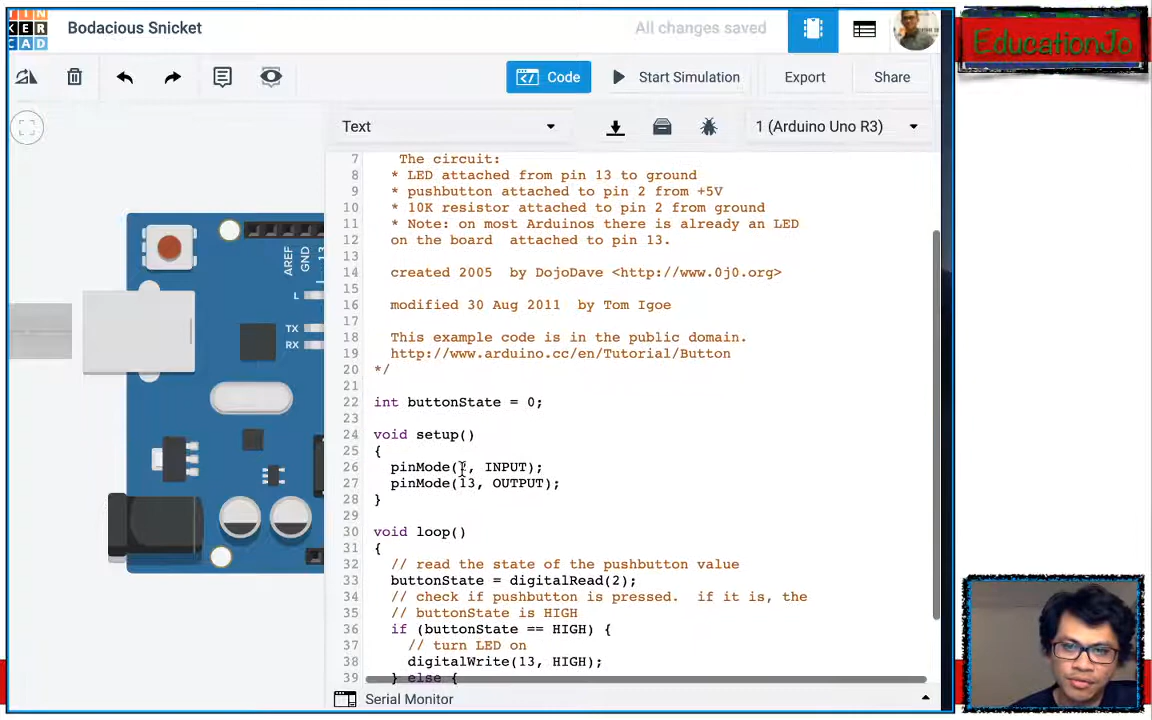 KER
CAD
Bodacious Snicket
All changes saved
EducationJo
Code
Start Simulation
Export
Share
Text
1 (Arduino Uno R3)
7 The circuit:
8 * LED attached from pin 13 to ground
9 * pushbutton attached to pin 2 from +5V
10 * 10K resistor attached to pin 2 from ground
11 * Note: on most Arduinos there is already an LED
12 on the board  attached to pin 13.
13
14 created 2005  by DojoDave <http://www.0j0.org>
15
16 modified 30 Aug 2011  by Tom Igoe
17
18 This example code is in the public domain.
19 http://www.arduino.cc/en/Tutorial/Button
20 */
21
22 int buttonState = 0;
23
24 void setup()
25 {
26 pinMode(2, INPUT);
27 pinMode(13, OUTPUT);
28 }
29
30 void loop()
31 {
32 // read the state of the pushbutton value
33 buttonState = digitalRead(2);
34 // check if pushbutton is pressed.  if it is, the
35 // buttonState is HIGH
36 if (buttonState == HIGH) {
37 // turn LED on
38 digitalWrite(13, HIGH);
39 } else {
AREF
GND
13
L
TX
RX
Serial Monitor